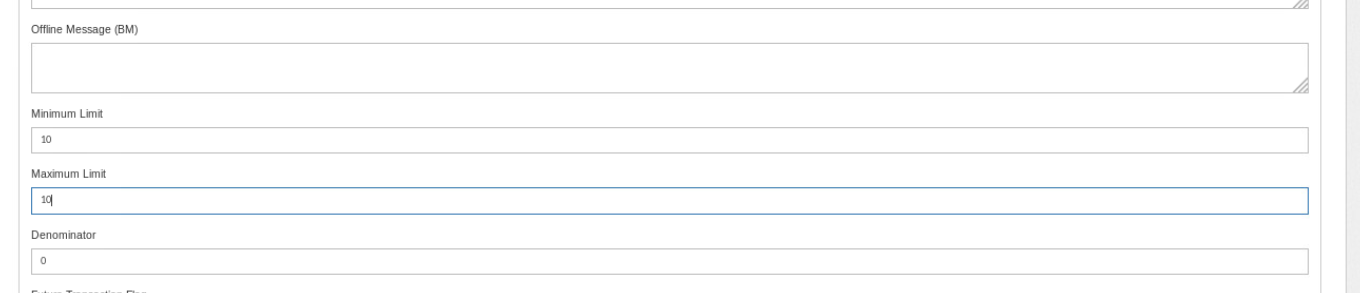 Offline Message (BM)
Minimum Limit
10
Maximum Limit
10
Denominator
0